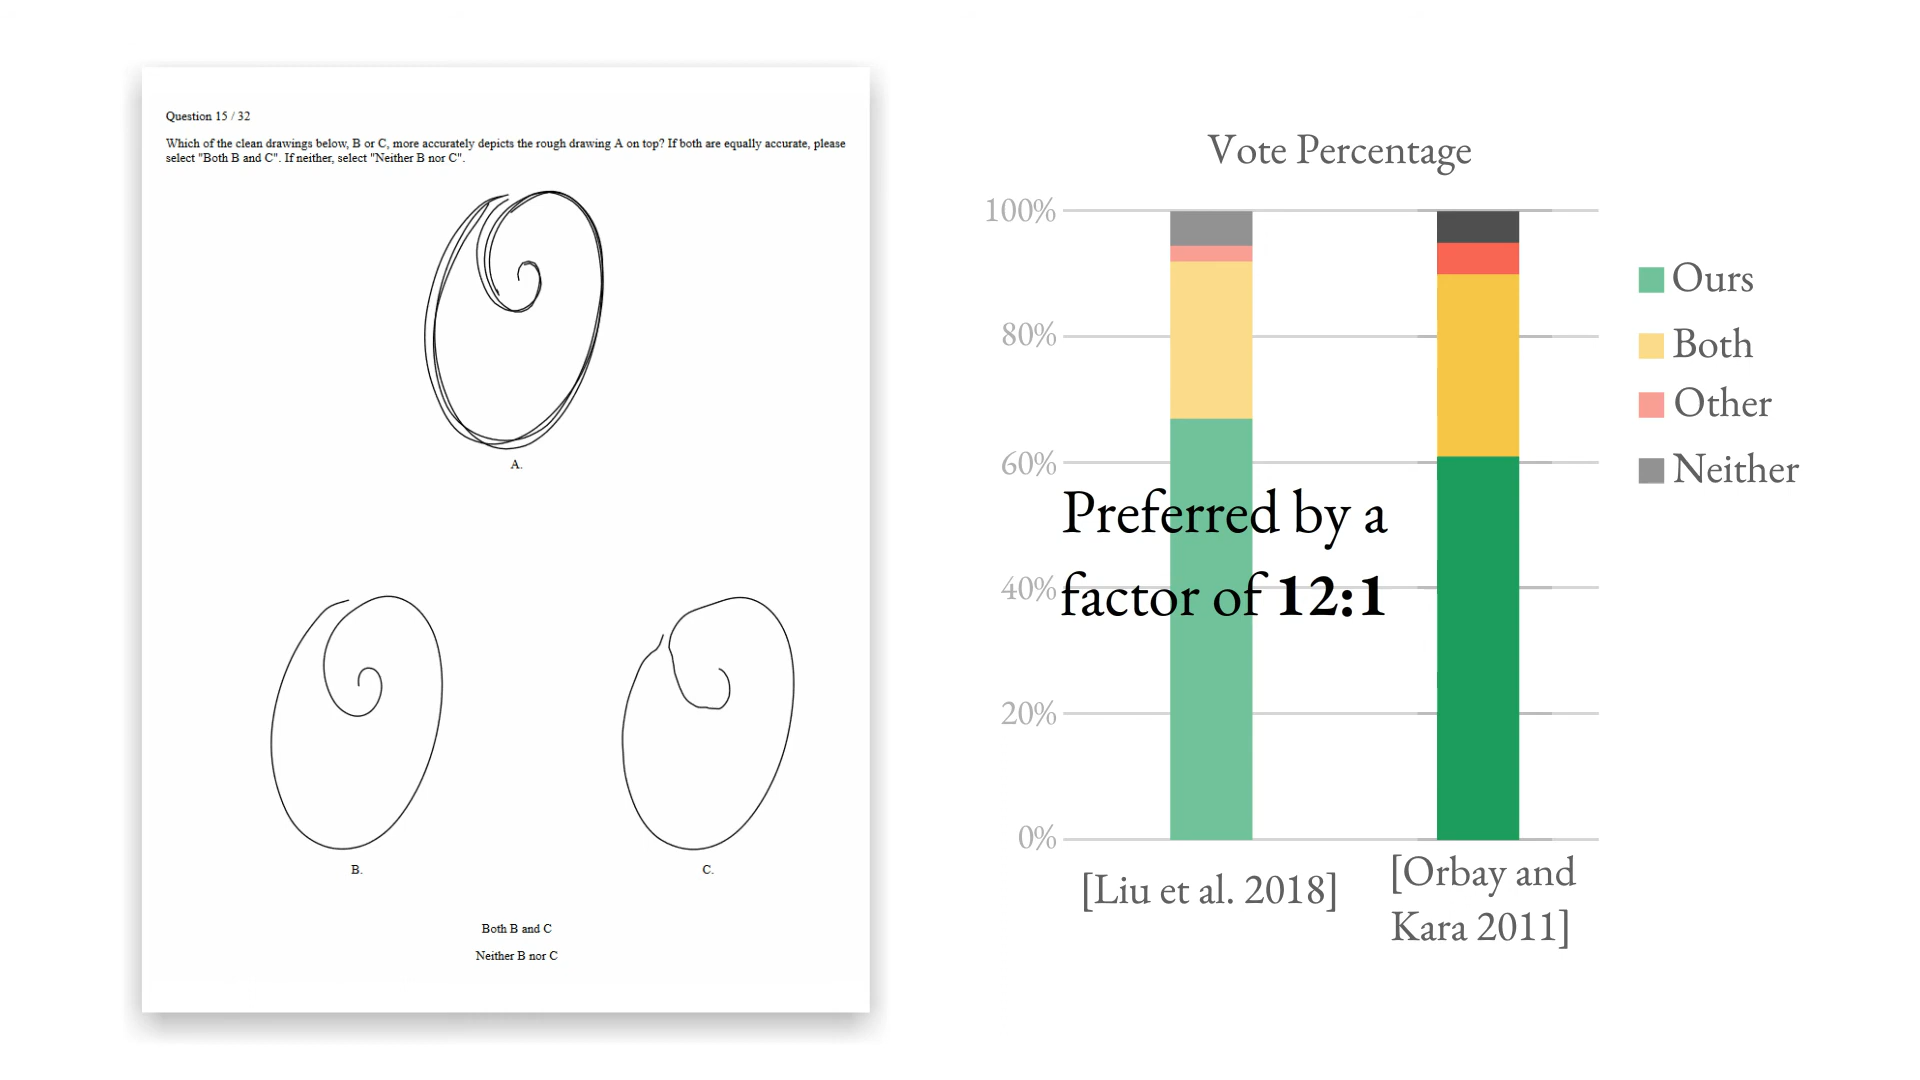 Question 15 / 32
Which of the clean drawings below, B or C, more accurately depicts the rough drawing A on top? If both are equally accurate, please
select "Both B and C". If neither, select "Neither B nor C".
A.
B.
C.
Both B and C
Neither B nor C
Vote Percentage
100%
80%
60%
40%
20%
0%
Preferred by a
factor of 12:1
[Liu et al. 2018]
[Orbay and
Kara 2011]
Ours
Both
Other
Neither